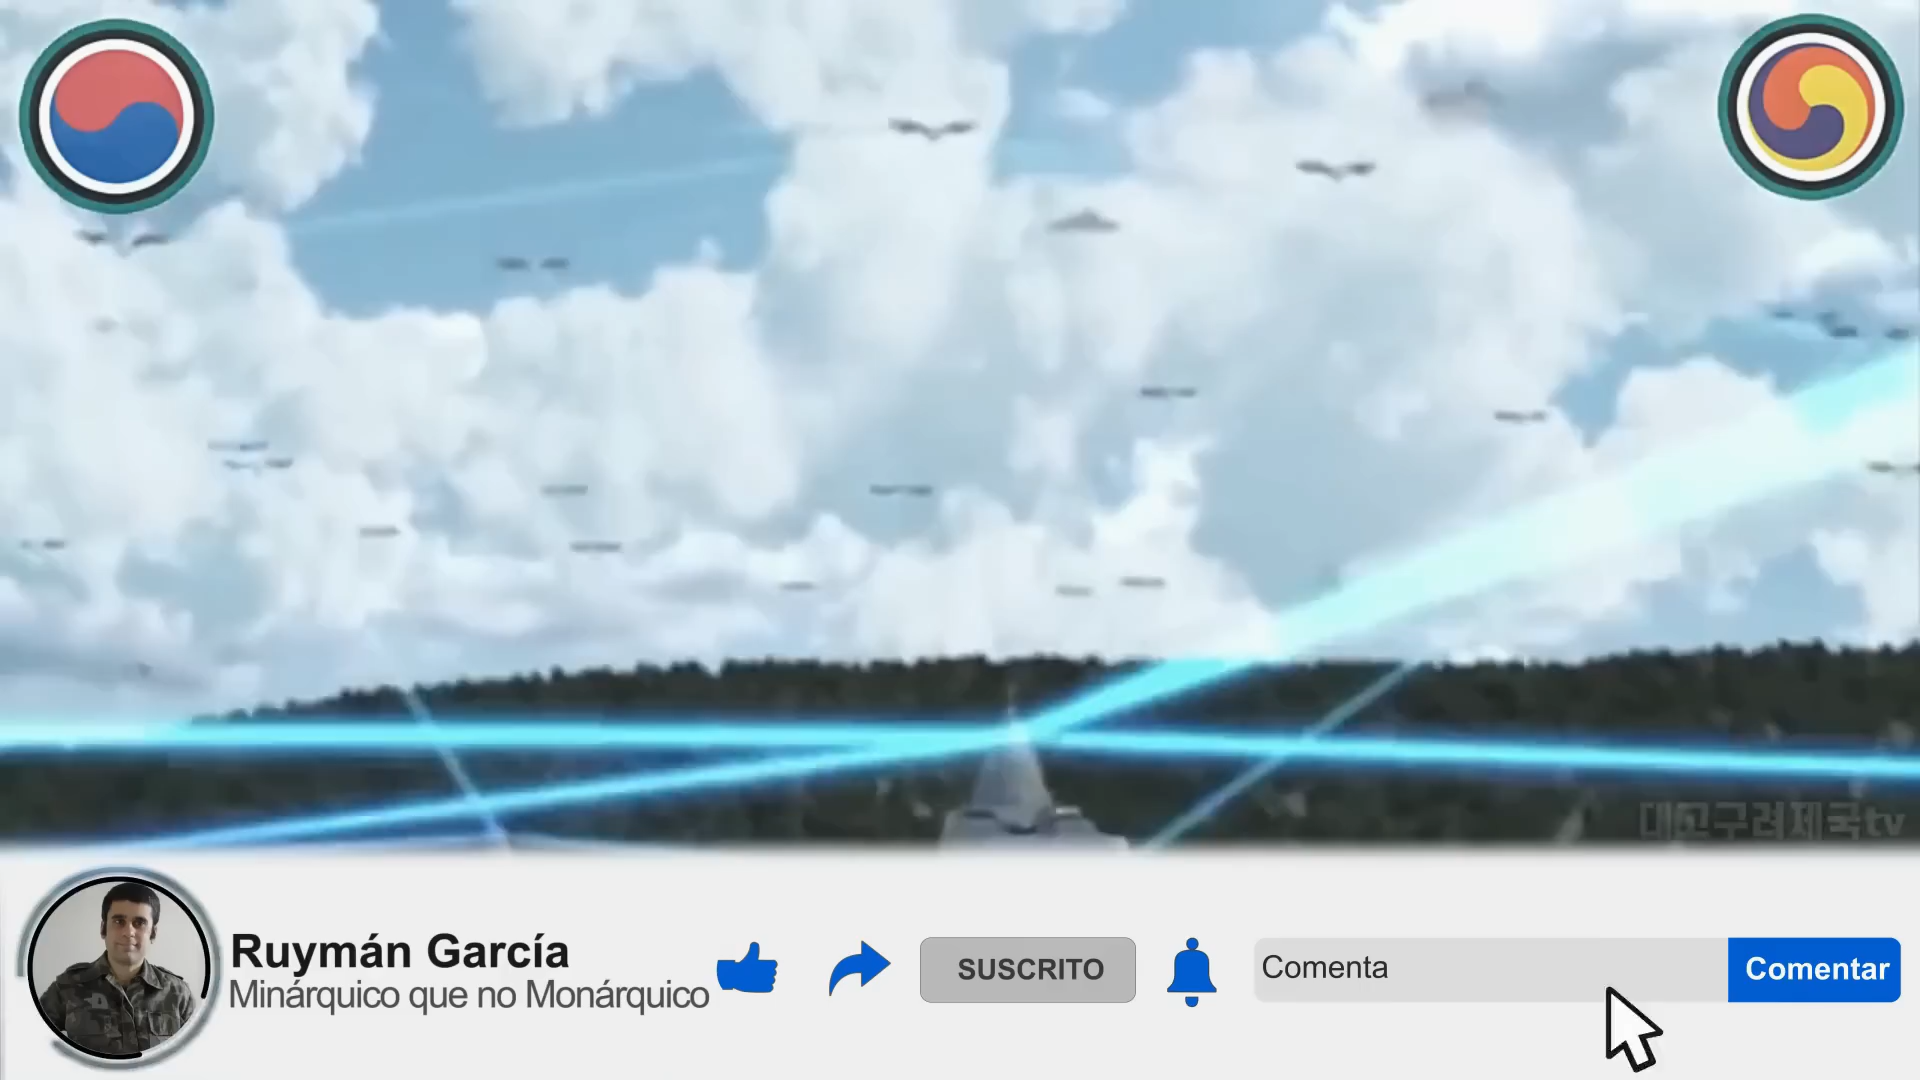 대고구려제국tv
Ruymán García
Minárquico que no Monárquico
SUSCRITO
Comenta
Comentar